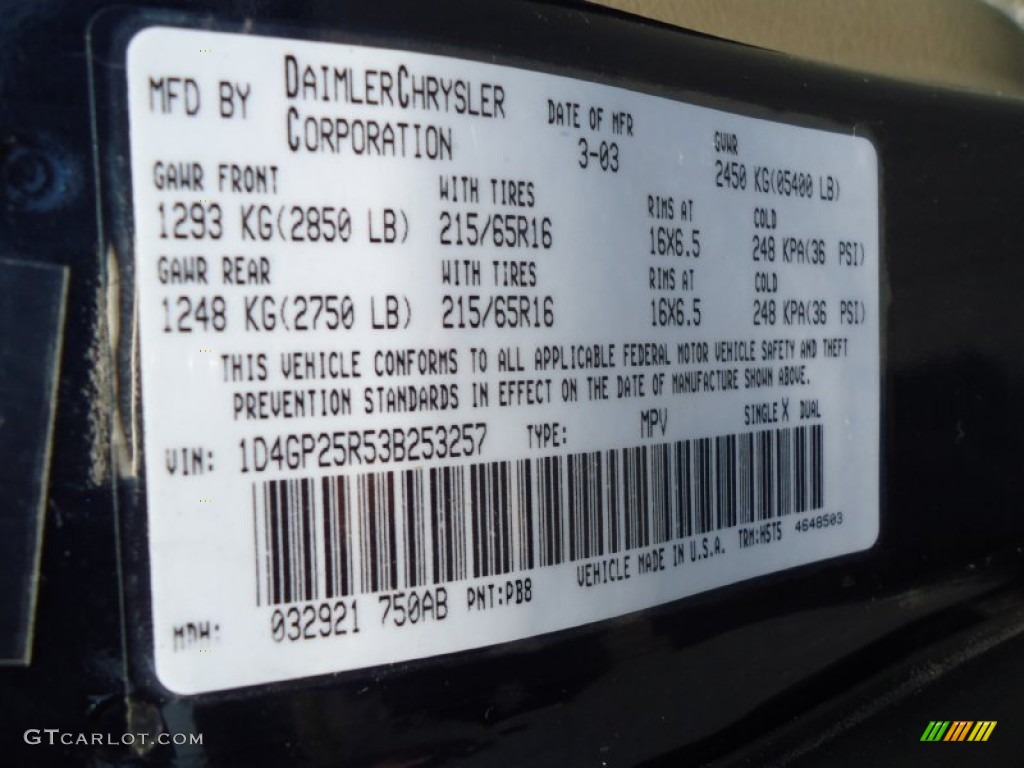 MFD BY DAIMLERCHRYSLER CORPORATION DATE OF MFR 3-03 GVWR 2450 KG(05400 LB)
GAWR FRONT WITH TIRES RIMS AT COLD
1293 KG(2850 LB) 215/65R16 16X6.5 248 KPA(36 PSI)
GAWR REAR WITH TIRES RIMS AT COLD
1248 KG(2750 LB) 215/65R16 16X6.5 248 KPA(36 PSI)
THIS VEHICLE CONFORMS TO ALL APPLICABLE FEDERAL MOTOR VEHICLE SAFETY AND THEFT
PREVENTION STANDARDS IN EFFECT ON THE DATE OF MANUFACTURE SHOWN ABOVE.
VIN: 1D4GP25R53B253257 TYPE: MPV SINGLE X DUAL
MDH: 032921 750AB PNT:PB8 VEHICLE MADE IN U.S.A. TRM:H5T5 4648503
GTCARLOT.COM